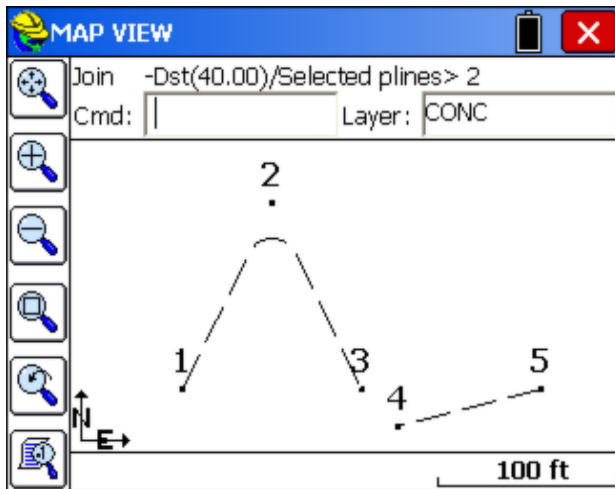 MAP VIEW
Join -Dst(40.00)/Selected plines> 2
Cmd: Layer: CONC
2
1 3 4 5
N
E
100 ft